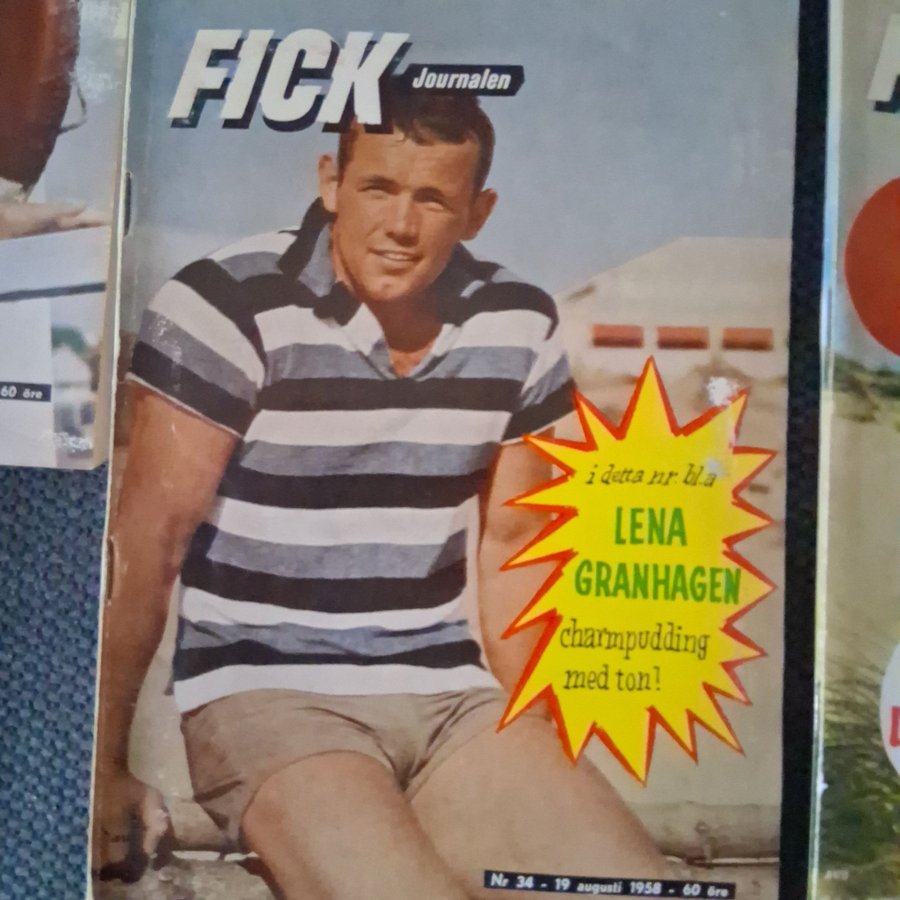 FICK
Journalen
60 öre
i detta nr. bl.a
LENA
GRANHAGEN
charmpudding
med ton!
Nr 34 - 19 augusti 1958 - 60 öre